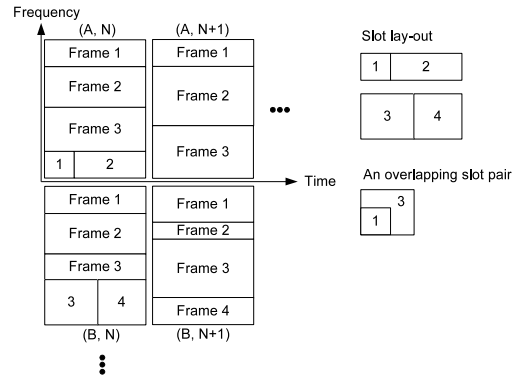 Frequency
(A, N)
(A, N+1)
Frame 1
Frame 2
Frame 3
1
2
Frame 1
Frame 2
Frame 3
Time
Frame 1
Frame 2
Frame 3
3
4
(B, N)
Frame 1
Frame 2
Frame 3
Frame 4
(B, N+1)
Slot lay-out
1
2
3
4
An overlapping slot pair
3
1